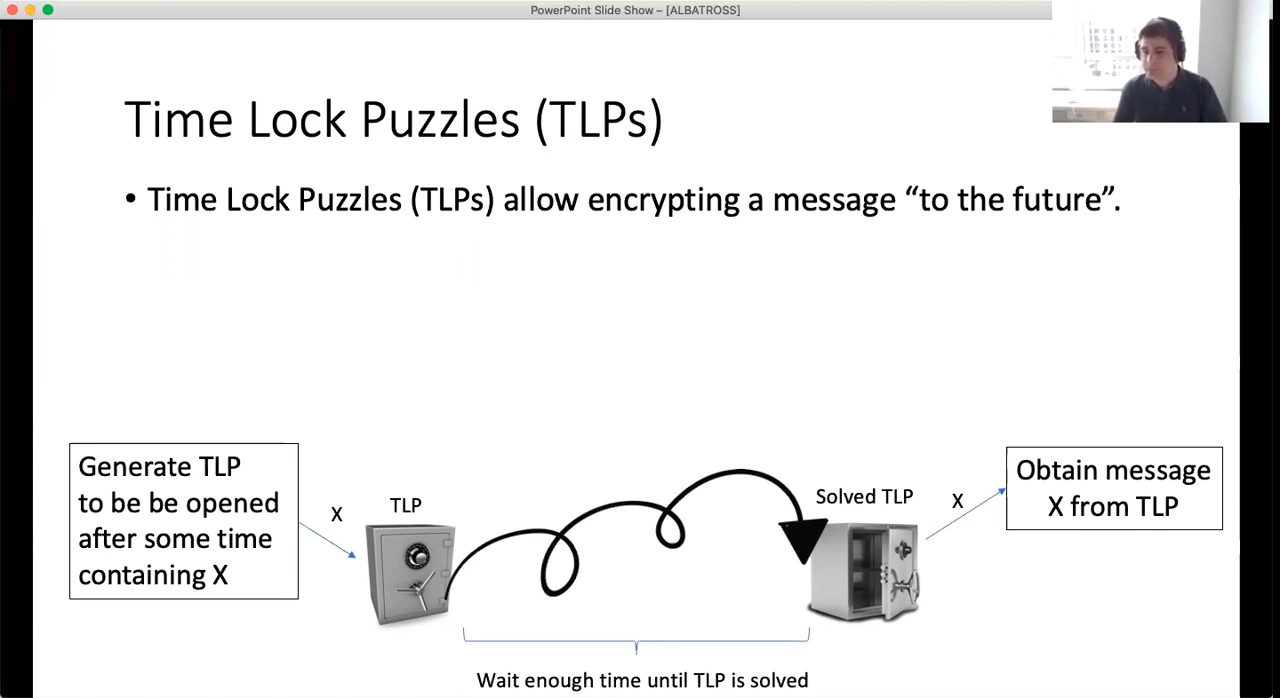 PowerPoint Slide Show – [ALBATROSS]
Time Lock Puzzles (TLPs)
• Time Lock Puzzles (TLPs) allow encrypting a message “to the future”.
Generate TLP
to be be opened
after some time
containing X
X
TLP
Solved TLP
X
Obtain message
X from TLP
Wait enough time until TLP is solved